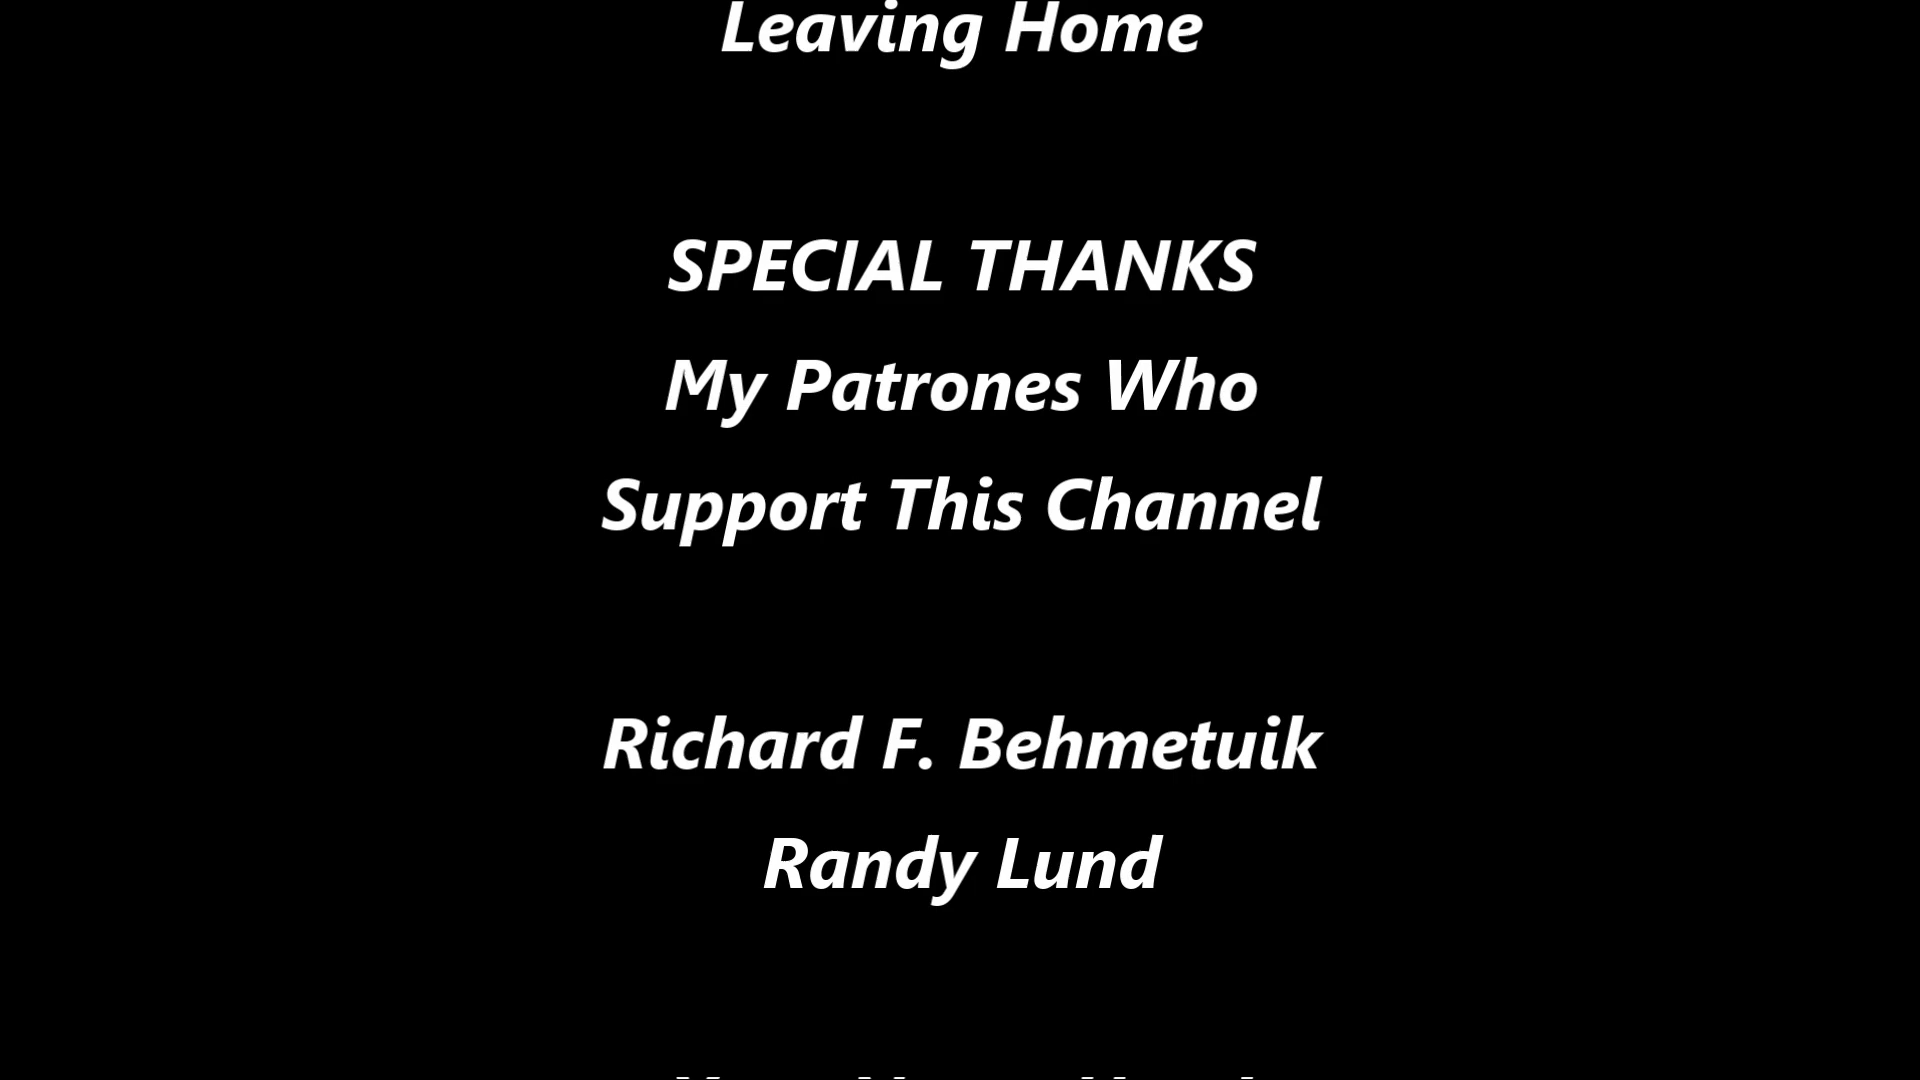 Leaving Home
SPECIAL THANKS
My Patrones Who
Support This Channel
Richard F. Behmetuik
Randy Lund